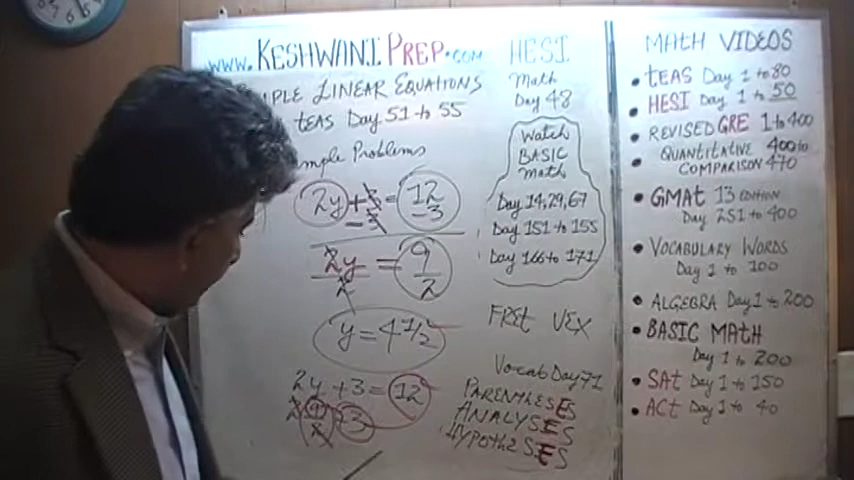 www.KESHWANIPREP.com
HESI
MPLE LINEAR EQUATIONS
TEAS Day 51 to 55
mple Problems
2y + 3 = 12
- 3 - 3
2y = 9
2 2
y = 4 1/2
2y + 3 = 12
Math
Day 48
Watch
BASIC
math
Day 14, 29, 67
Day 151 to 155
Day 166 to 171
FRET VEX
Vocab Day 71
PARENTHESES
ANALYSES
HYPOTHESES
MATH VIDEOS
• TEAS Day 1 to 80
• HESI Day 1 to 50
• REVISED GRE 1 to 400
• QUANTITATIVE 400 to
COMPARISON 470
• GMAT 13 EDITION
Day 251 to 400
• VOCABULARY WORDS
Day 1 to 100
• ALGEBRA Day 1 to 200
• BASIC MATH
Day 1 to 200
• SAT Day 1 to 150
• ACT Day 1 to 40